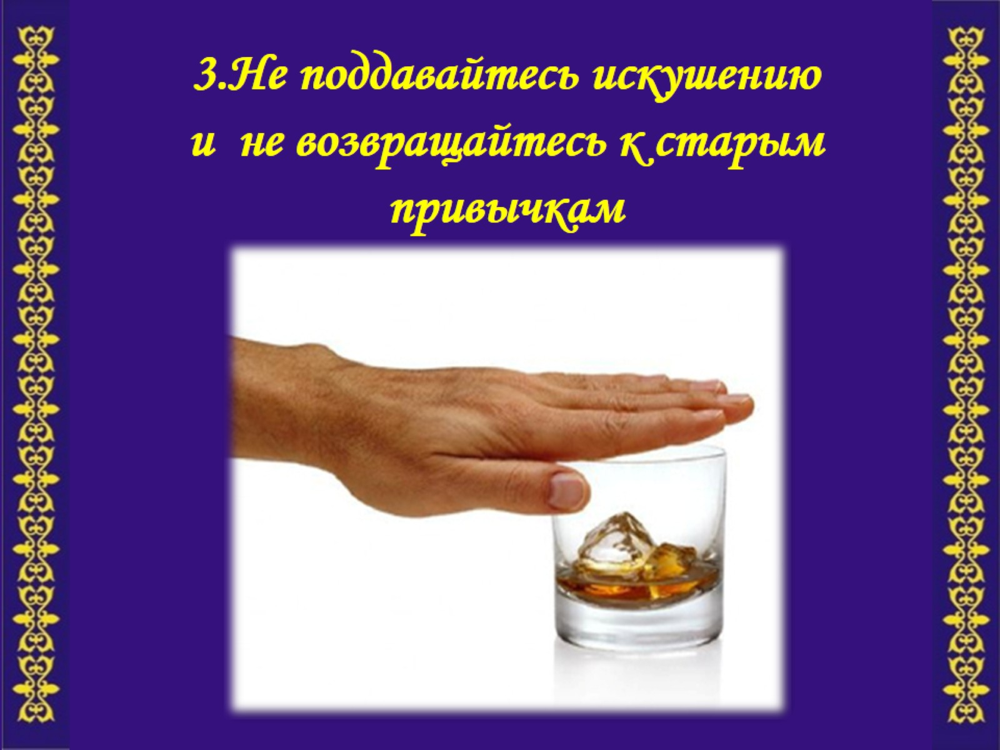 3.Не поддавайтесь искушению
и не возвращайтесь к старым
привычкам